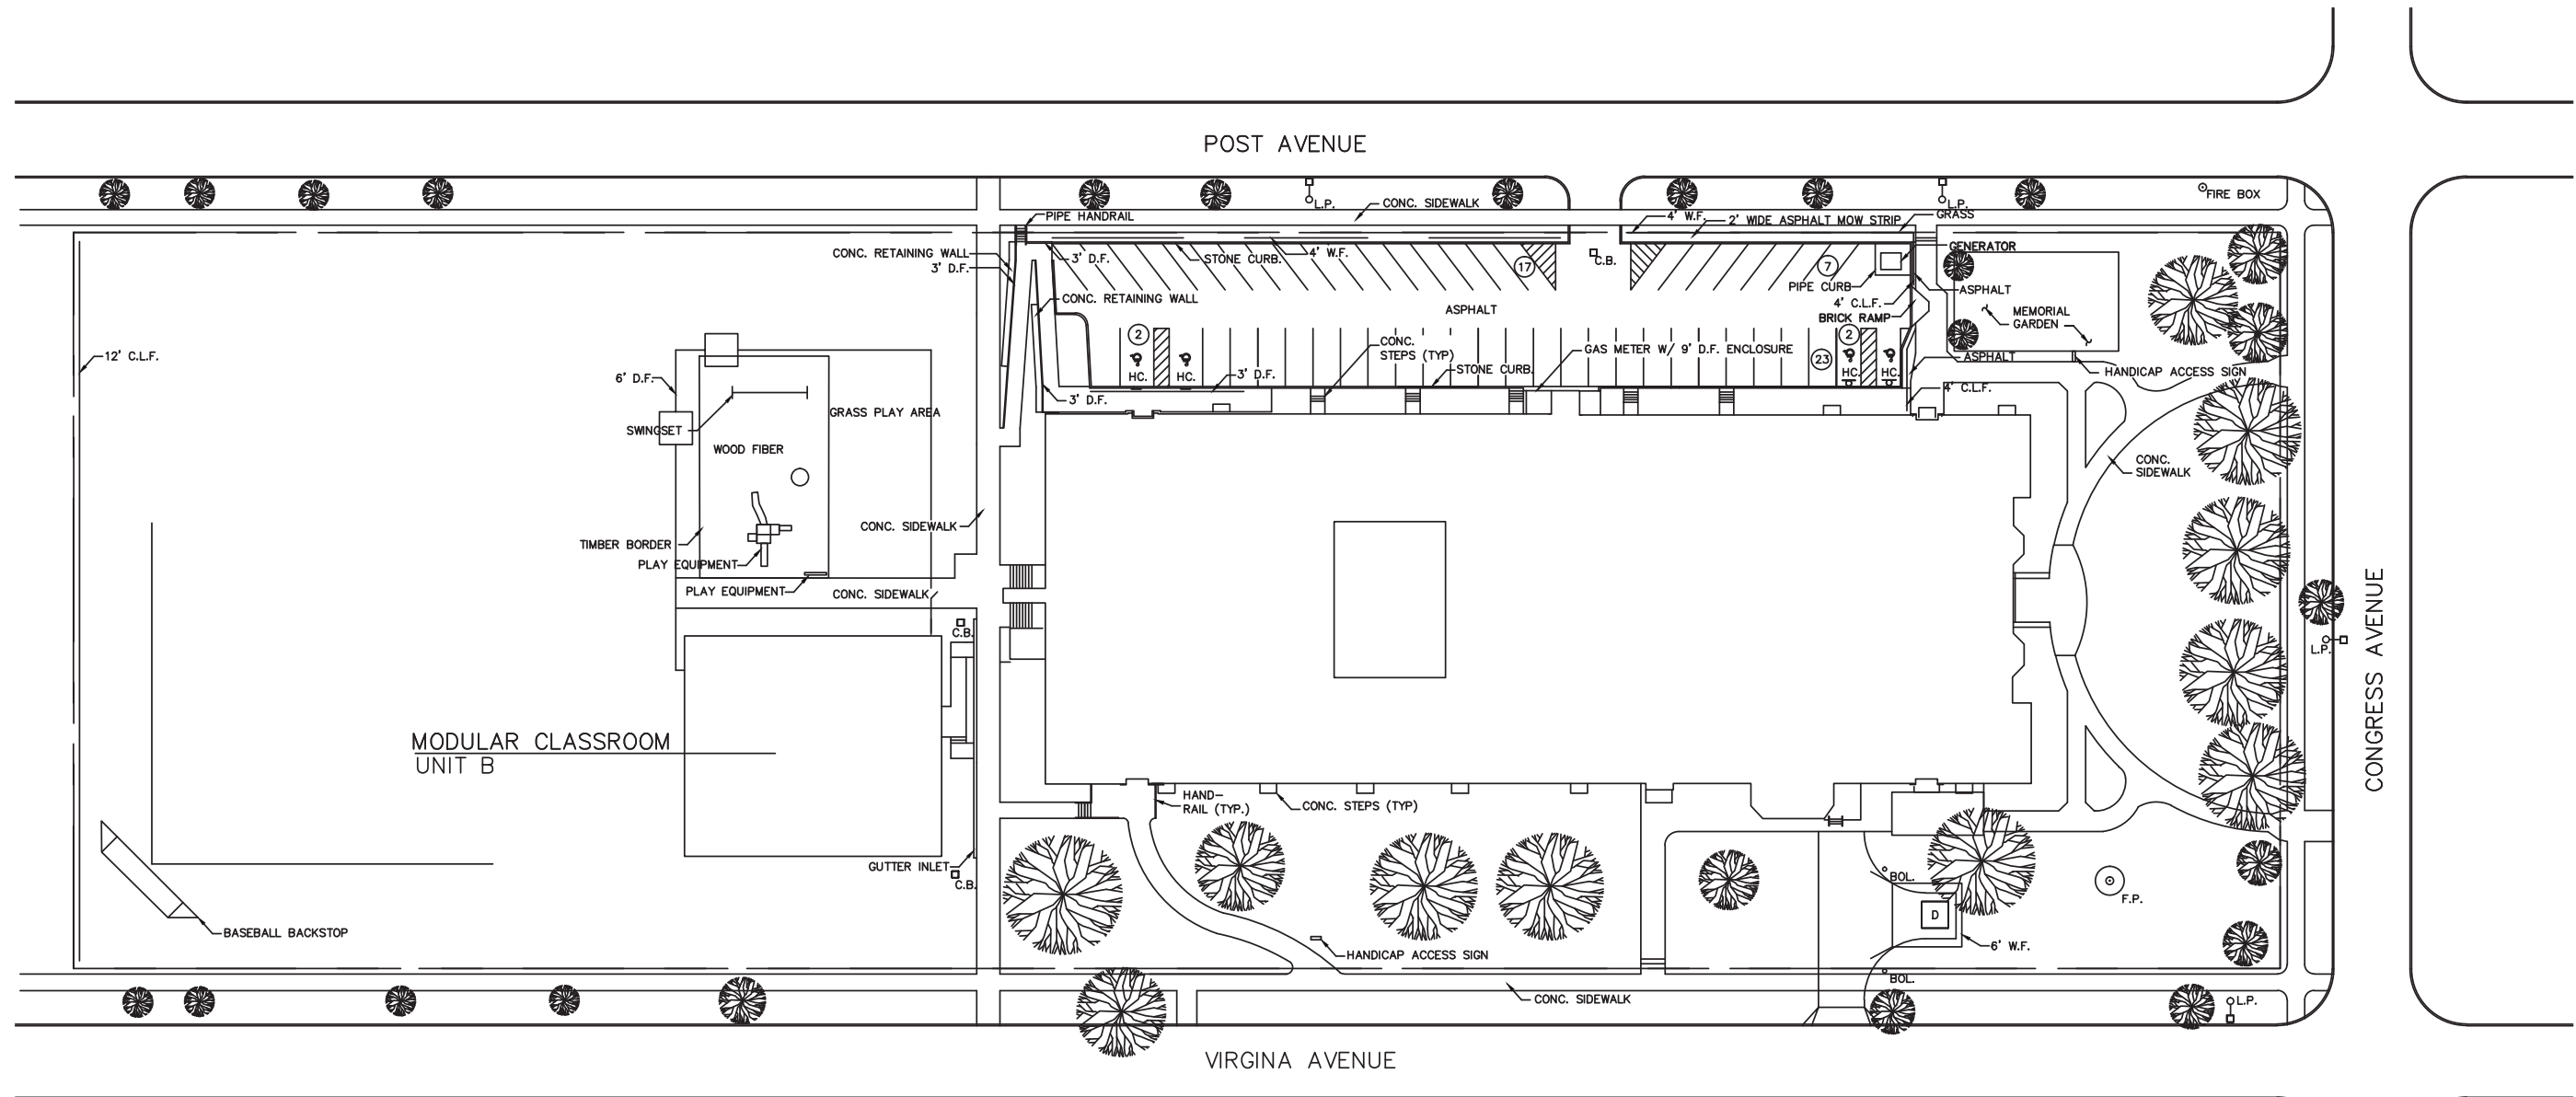 POST AVENUE
FIRE BOX
L.P.
CONC. SIDEWALK
L.P.
PIPE HANDRAIL
4' W.F.
2' WIDE ASPHALT MOW STRIP
GRASS
CONC. RETAINING WALL
3' D.F.
3' D.F.
STONE CURB.
4' W.F.
17
C.B.
7
GENERATOR
PIPE CURB
ASPHALT
CONC. RETAINING WALL
ASPHALT
4' C.L.F.
BRICK RAMP
MEMORIAL
GARDEN
2
HC.
HC.
CONC.
STEPS (TYP)
GAS METER W/ 9' D.F. ENCLOSURE
23
2
HC.
HC.
ASPHALT
HANDICAP ACCESS SIGN
12' C.L.F.
6' D.F.
3' D.F.
STONE CURB.
3' D.F.
4' C.L.F.
GRASS PLAY AREA
SWINGSET
WOOD FIBER
CONC.
SIDEWALK
CONC. SIDEWALK
TIMBER BORDER
PLAY EQUIPMENT
PLAY EQUIPMENT
CONC. SIDEWALK
C.B.
L.P.
CONGRESS AVENUE
MODULAR CLASSROOM
UNIT B
HAND-
RAIL (TYP.)
CONC. STEPS (TYP)
GUTTER INLET
C.B.
BOL.
F.P.
D
BASEBALL BACKSTOP
6' W.F.
HANDICAP ACCESS SIGN
BOL.
CONC. SIDEWALK
L.P.
VIRGINA AVENUE